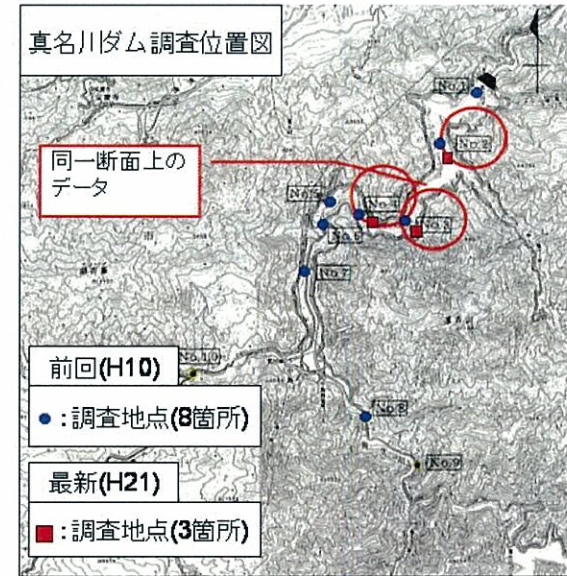 真名川ダム調査位置図
No.1
No.2
同一断面上の
データ
No.4
No.3
No.6
No.7
No.10
前回(H10)
●:調査地点(8箇所)
No.8
最新(H21)
No.9
■:調査地点(3箇所)